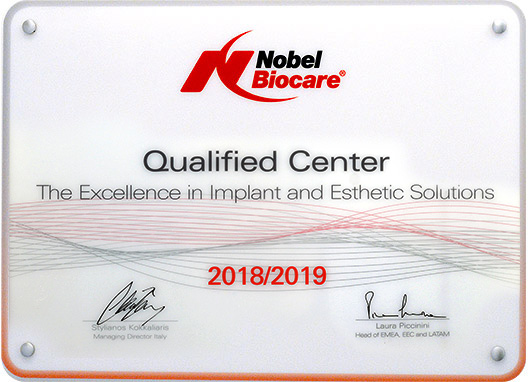 Nobel
Biocare®
Qualified Center
The Excellence in Implant and Esthetic Solutions
2018/2019
Stylianos Kokkaliaris
Managing Director Italy
Laura Piccinini
Head of EMEA, EEC and LATAM